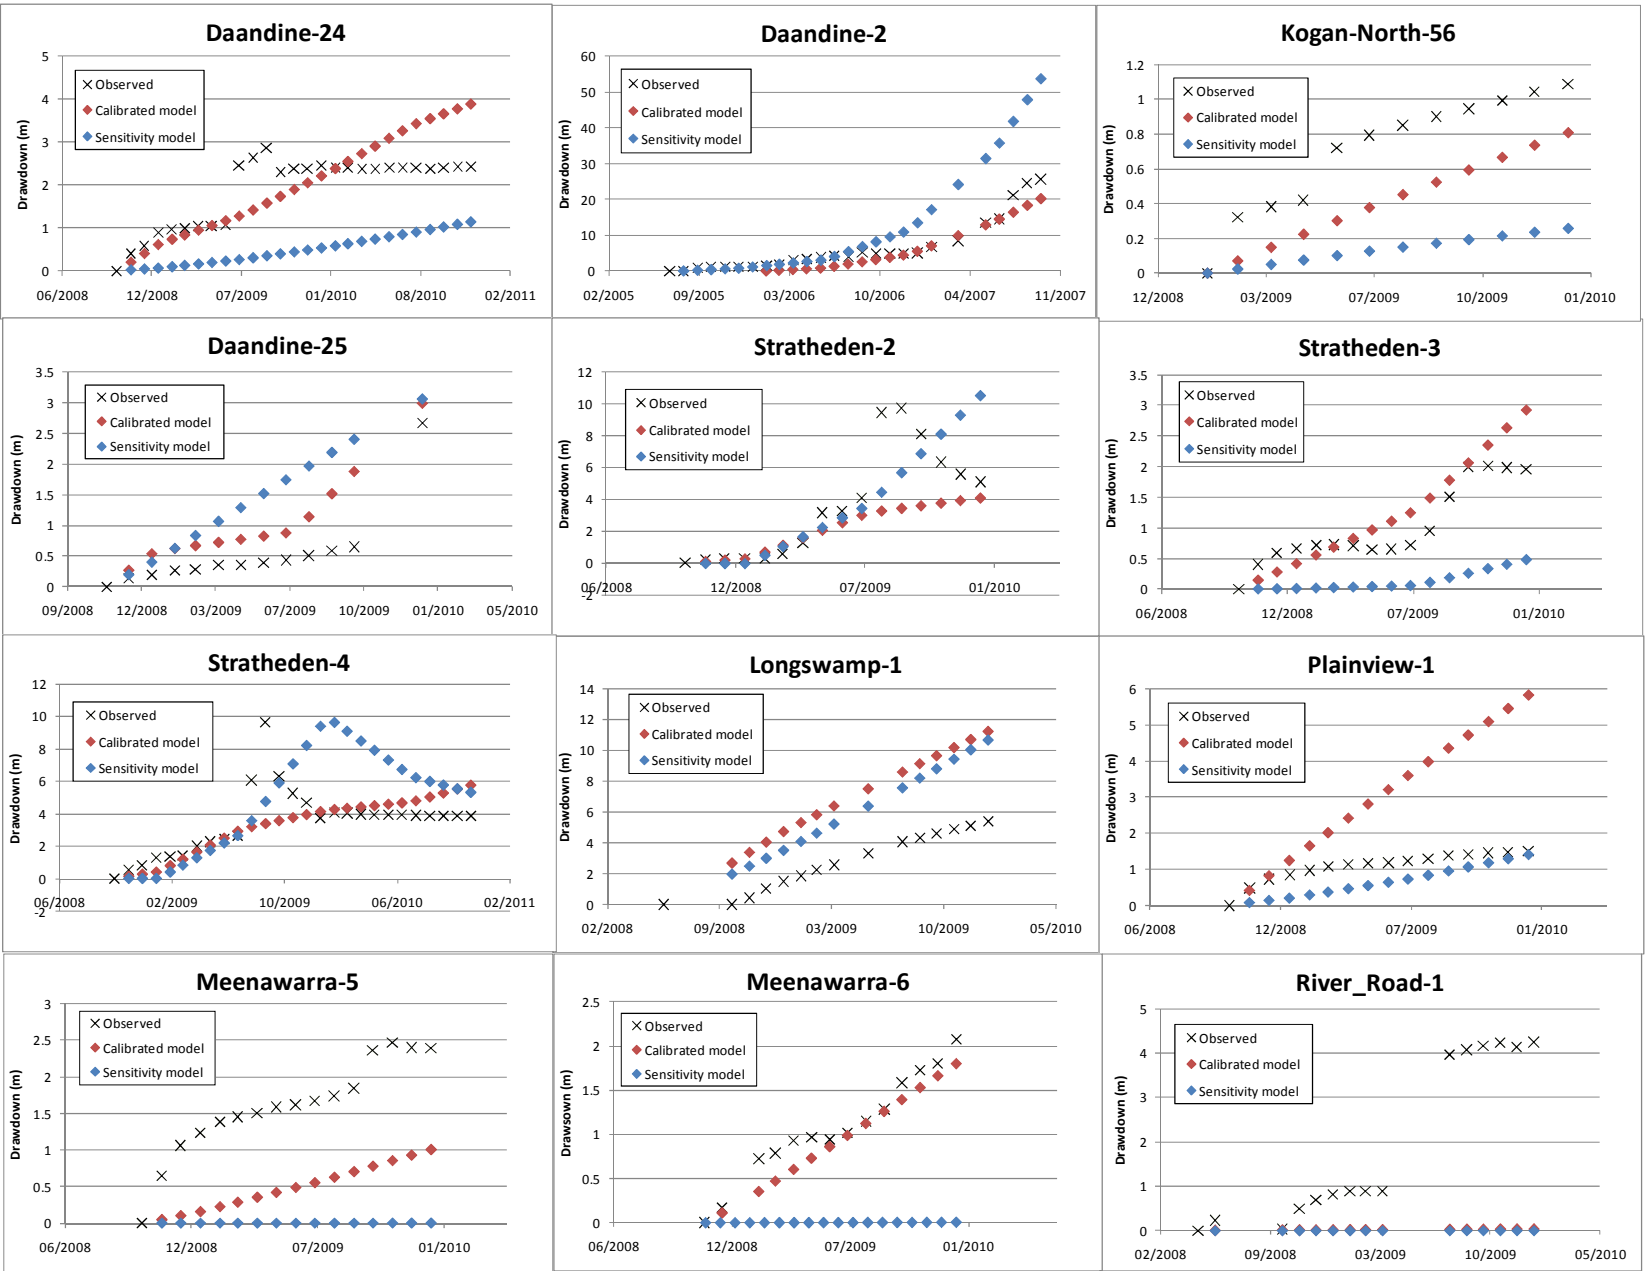 Daandine-24
5
4
3
2
1
0
Drawdown (m)
Observed
Calibrated model
Sensitivity model
06/2008 12/2008 07/2009 01/2010 08/2010 02/2011
Daandine-2
60
50
40
30
20
10
0
Drawdown (m)
Observed
Calibrated model
Sensitivity model
02/2005 09/2005 03/2006 10/2006 04/2007 11/2007
Kogan-North-56
1.2
1
0.8
0.6
0.4
0.2
0
Drawdown (m)
Observed
Calibrated model
Sensitivity model
12/2008 03/2009 07/2009 10/2009 01/2010
Daandine-25
3.5
3
2.5
2
1.5
1
0.5
0
Drawdown (m)
Observed
Calibrated model
Sensitivity model
09/2008 12/2008 03/2009 07/2009 10/2009 01/2010 05/2010
Stratheden-2
12
10
8
6
4
2
0
-2
Drawdown (m)
Observed
Calibrated model
Sensitivity model
06/2008 12/2008 07/2009 01/2010
Stratheden-3
3.5
3
2.5
2
1.5
1
0.5
0
Drawdown (m)
Observed
Calibrated model
Sensitivity model
06/2008 12/2008 07/2009 01/2010
Stratheden-4
12
10
8
6
4
2
0
-2
Drawdown (m)
Observed
Calibrated model
Sensitivity model
06/2008 02/2009 10/2009 06/2010 02/2011
Longswamp-1
14
12
10
8
6
4
2
0
Drawdown (m)
Observed
Calibrated model
Sensitivity model
02/2008 09/2008 03/2009 10/2009 05/2010
Plainview-1
6
5
4
3
2
1
0
Drawdown (m)
Observed
Calibrated model
Sensitivity model
06/2008 12/2008 07/2009 01/2010
Meenawarra-5
3
2.5
2
1.5
1
0.5
0
Drawdown (m)
Observed
Calibrated model
Sensitivity model
06/2008 12/2008 07/2009 01/2010
Meenawarra-6
2.5
2
1.5
1
0.5
0
Drawsown (m)
Observed
Calibrated model
Sensitivity model
06/2008 12/2008 07/2009 01/2010
River_Road-1
5
4
3
2
1
0
Drawdown (m)
Observed
Calibrated model
Sensitivity model
02/2008 09/2008 03/2009 10/2009 05/2010